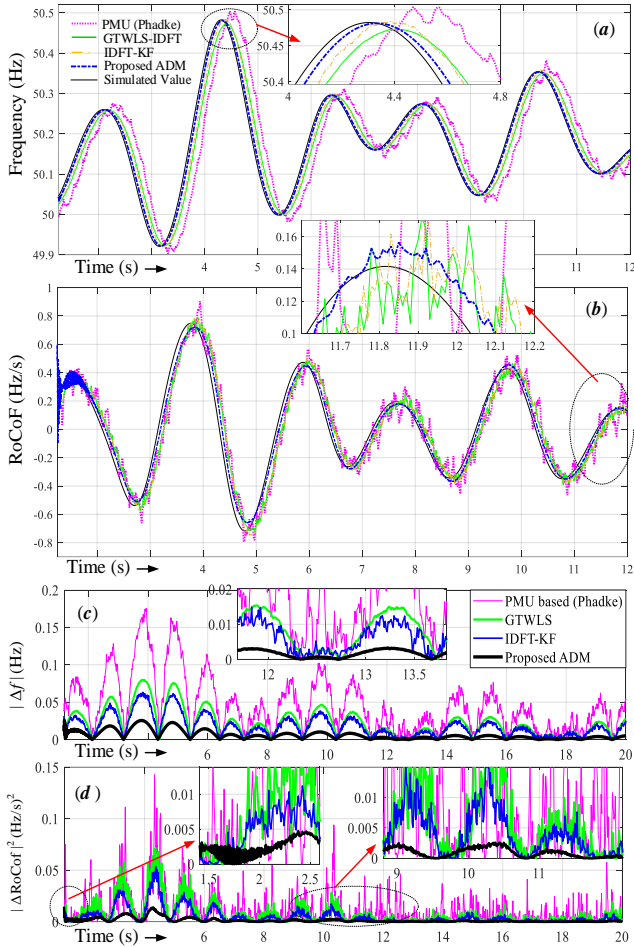 50.5
50.4
50.3
50.2
50.1
50
49.9
Frequency (Hz)
PMU (Phadke)
GTWLS-IDFT
IDFT-KF
Proposed ADM
Simulated Value
(a)
50.5
50.45
50.4
4 4.4 4.8
Time (s)
4 5 11 12
0.16
0.14
0.12
0.1
11.7 11.8 11.9 12 12.1 12.2
1
0.8
0.6
0.4
0.2
0
-0.2
-0.4
-0.6
-0.8
RoCoF (Hz/s)
(b)
Time (s)
4 5 6 7 8 9 10 11 12
0.2
0.15
0.1
0.05
0
| Δf | (Hz)
(c)
0.02
0.01
0
12 13 13.5
PMU based (Phadke)
GTWLS
IDFT-KF
Proposed ADM
Time (s)
6 8 10 12 14 16 18 20
0.15
0.1
0.05
0
| ΔRoCof |² (Hz/s)²
(d)
0.01
0.005
0
1.5 2 2.5
0.01
0.005
0
9 10 11
Time (s)
6 8 10 12 14 16 18 20